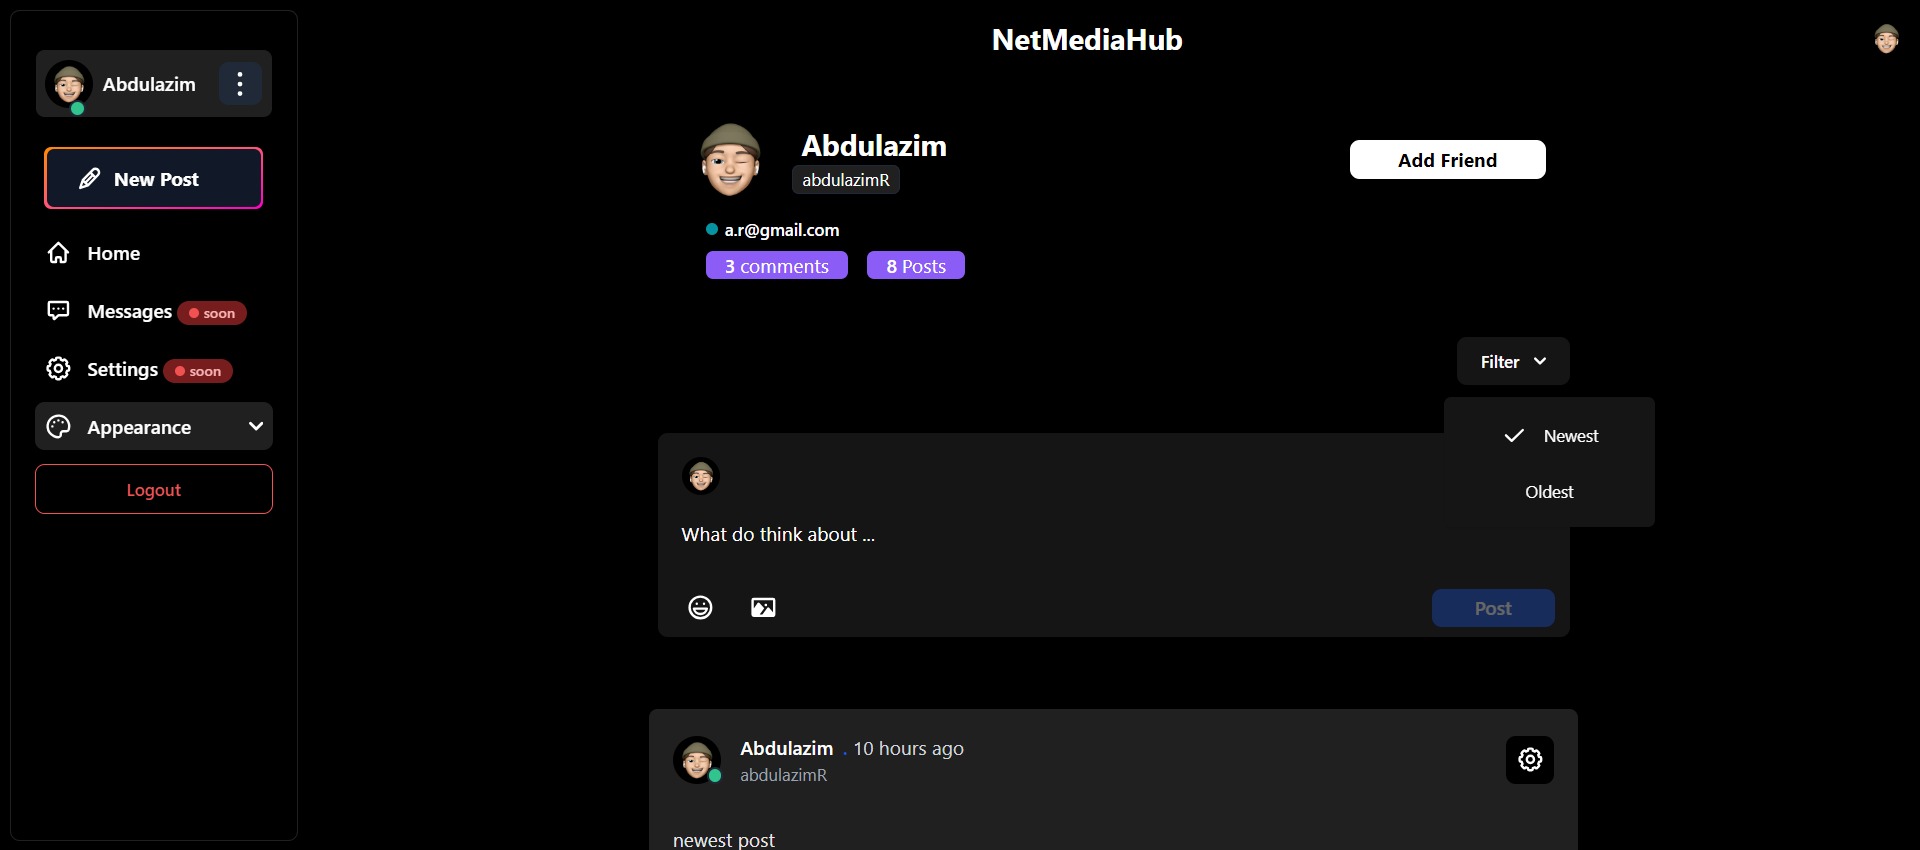 NetMediaHub
Abdulazim
New Post
Home
Messages soon
Settings soon
Appearance
Logout
Abdulazim
abdulazimR
Add Friend
a.r@gmail.com
3 comments 8 Posts
Filter
Newest
Oldest
What do think about ...
Post
Abdulazim . 10 hours ago
abdulazimR
newest post